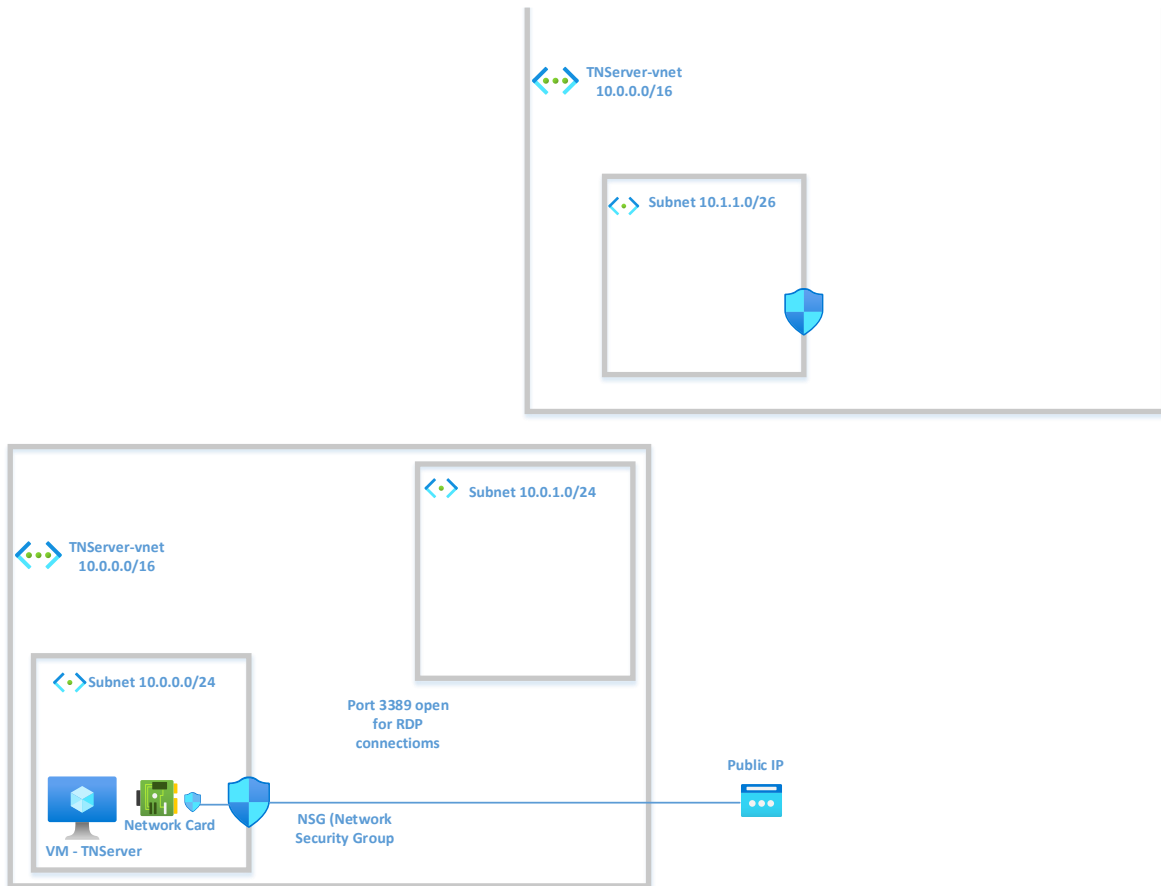 TNServer-vnet
10.0.0.0/16
Subnet 10.1.1.0/26
Subnet 10.0.1.0/24
TNServer-vnet
10.0.0.0/16
Subnet 10.0.0.0/24
Port 3389 open
for RDP
connectioms
Public IP
NSG (Network
Security Group
Network Card
VM - TNServer